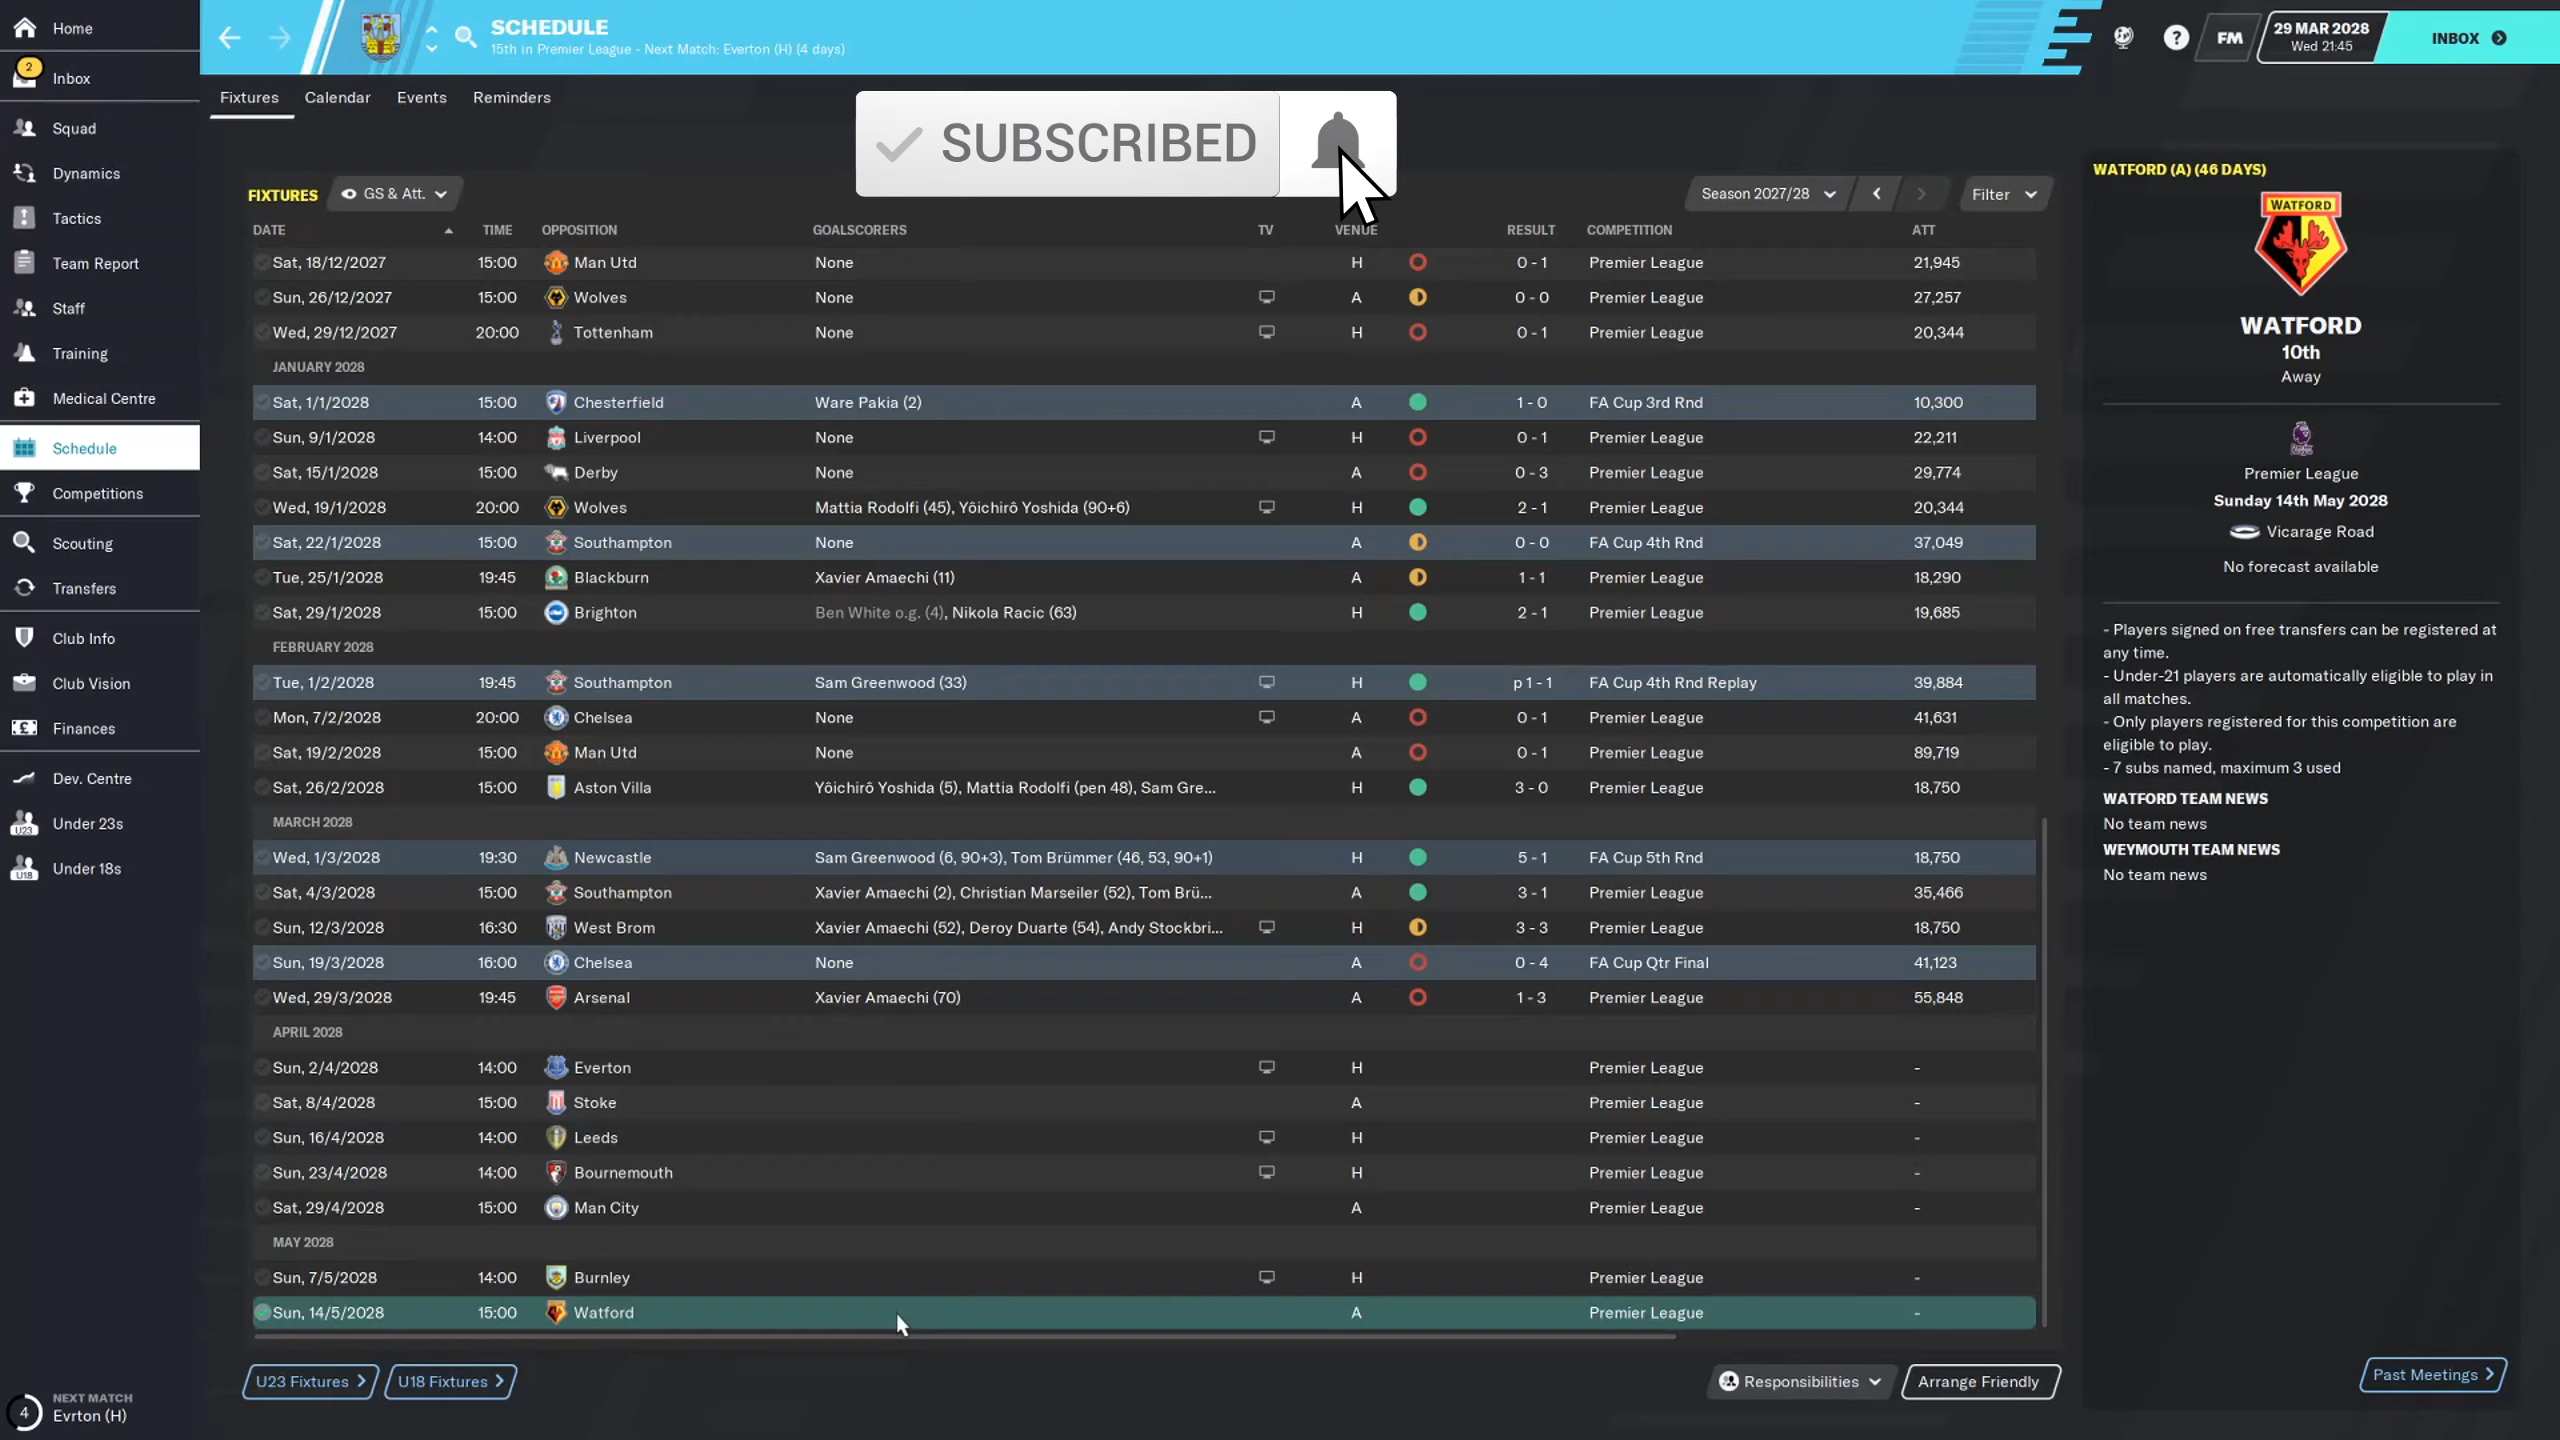 Home
2
Inbox
Squad
Dynamics
Tactics
Team Report
Staff
Training
Medical Centre
Schedule
Competitions
Scouting
Transfers
Club Info
Club Vision
Finances
Dev. Centre
U23 Under 23s
U18 Under 18s
4 NEXT MATCH
Evrton (H)
SCHEDULE
15th in Premier League - Next Match: Everton (H) (4 days)
? FM 29 MAR 2028
Wed 21:45
INBOX
Fixtures Calendar Events Reminders
SUBSCRIBED
FIXTURES GS & Att. Season 2027/28 Filter
DATE TIME OPPOSITION GOALSCORERS TV VENUE RESULT COMPETITION ATT
Sat, 18/12/2027 15:00 Man Utd None H 0 - 1 Premier League 21,945
Sun, 26/12/2027 15:00 Wolves None A 0 - 0 Premier League 27,257
Wed, 29/12/2027 20:00 Tottenham None H 0 - 1 Premier League 20,344
JANUARY 2028
Sat, 1/1/2028 15:00 Chesterfield Ware Pakia (2) A 1 - 0 FA Cup 3rd Rnd 10,300
Sun, 9/1/2028 14:00 Liverpool None H 0 - 1 Premier League 22,211
Sat, 15/1/2028 15:00 Derby None A 0 - 3 Premier League 29,774
Wed, 19/1/2028 20:00 Wolves Mattia Rodolfi (45), Yôichirô Yoshida (90+6) H 2 - 1 Premier League 20,344
Sat, 22/1/2028 15:00 Southampton None A 0 - 0 FA Cup 4th Rnd 37,049
Tue, 25/1/2028 19:45 Blackburn Xavier Amaechi (11) A 1 - 1 Premier League 18,290
Sat, 29/1/2028 15:00 Brighton Ben White o.g. (4), Nikola Racic (63) H 2 - 1 Premier League 19,685
FEBRUARY 2028
Tue, 1/2/2028 19:45 Southampton Sam Greenwood (33) H p 1 - 1 FA Cup 4th Rnd Replay 39,884
Mon, 7/2/2028 20:00 Chelsea None A 0 - 1 Premier League 41,631
Sat, 19/2/2028 15:00 Man Utd None A 0 - 1 Premier League 89,719
Sat, 26/2/2028 15:00 Aston Villa Yôichirô Yoshida (5), Mattia Rodolfi (pen 48), Sam Gre... H 3 - 0 Premier League 18,750
MARCH 2028
Wed, 1/3/2028 19:30 Newcastle Sam Greenwood (6, 90+3), Tom Brümmer (46, 53, 90+1) H 5 - 1 FA Cup 5th Rnd 18,750
Sat, 4/3/2028 15:00 Southampton Xavier Amaechi (2), Christian Marseiler (52), Tom Brü... A 3 - 1 Premier League 35,466
Sun, 12/3/2028 16:30 West Brom Xavier Amaechi (52), Deroy Duarte (54), Andy Stockbri... H 3 - 3 Premier League 18,750
Sun, 19/3/2028 16:00 Chelsea None A 0 - 4 FA Cup Qtr Final 41,123
Wed, 29/3/2028 19:45 Arsenal Xavier Amaechi (70) A 1 - 3 Premier League 55,848
APRIL 2028
Sun, 2/4/2028 14:00 Everton H Premier League -
Sat, 8/4/2028 15:00 Stoke A Premier League -
Sun, 16/4/2028 14:00 Leeds H Premier League -
Sun, 23/4/2028 14:00 Bournemouth H Premier League -
Sat, 29/4/2028 15:00 Man City A Premier League -
MAY 2028
Sun, 7/5/2028 14:00 Burnley H Premier League -
Sun, 14/5/2028 15:00 Watford A Premier League -
U23 Fixtures U18 Fixtures Responsibilities Arrange Friendly
WATFORD (A) (46 DAYS)
WATFORD
WATFORD
10th
Away
Premier League
Sunday 14th May 2028
Vicarage Road
No forecast available
- Players signed on free transfers can be registered at
any time.
- Under-21 players are automatically eligible to play in
all matches.
- Only players registered for this competition are
eligible to play.
- 7 subs named, maximum 3 used
WATFORD TEAM NEWS
No team news
WEYMOUTH TEAM NEWS
No team news
Past Meetings